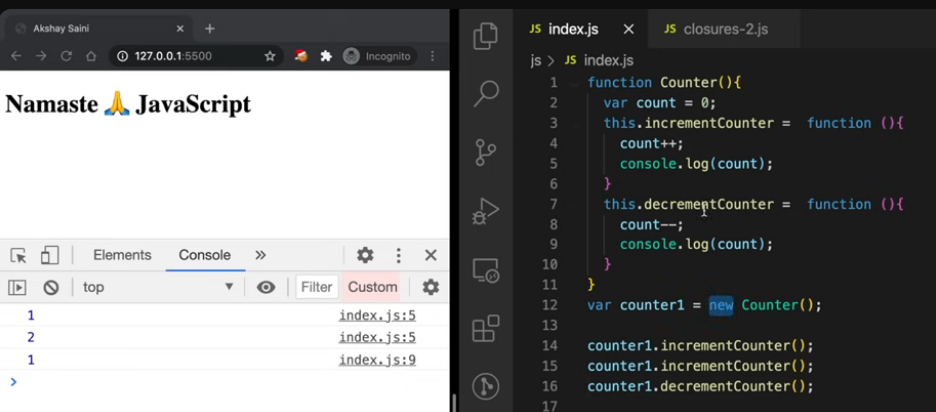 Akshay Saini
127.0.0.1:5500
Incognito
Namaste 🙏 JavaScript
Elements Console »
top Filter Custom
1 index.js:5
2 index.js:5
1 index.js:9
>
JS index.js JS closures-2.js
js > JS index.js
1 function Counter(){
2 var count = 0;
3 this.incrementCounter = function (){
4 count++;
5 console.log(count);
6 }
7 this.decrementCounter = function (){
8 count--;
9 console.log(count);
10 }
11 }
12 var counter1 = new Counter();
13
14 counter1.incrementCounter();
15 counter1.incrementCounter();
16 counter1.decrementCounter();
17